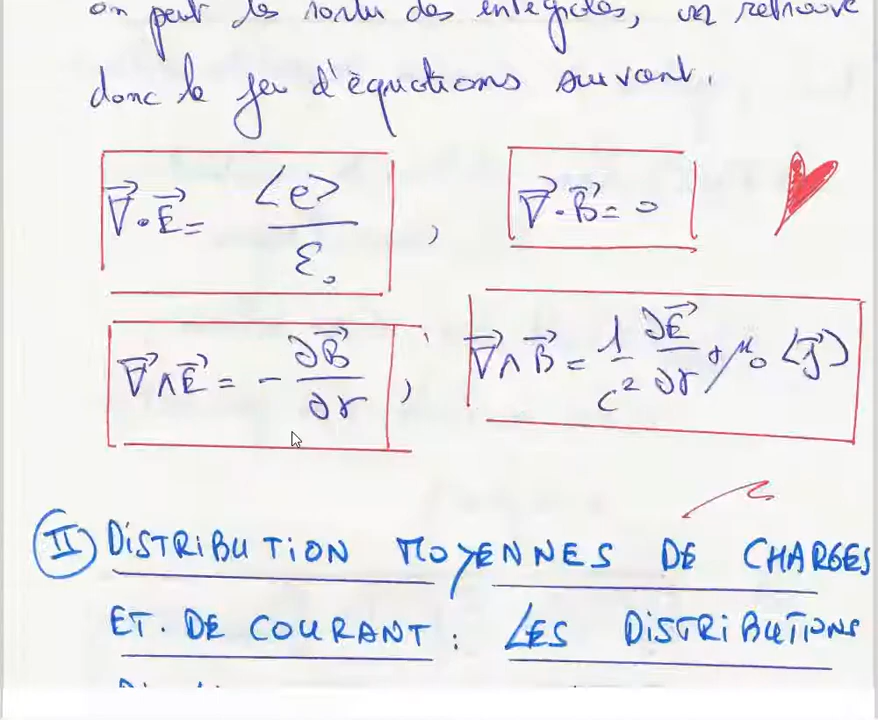 on peut les sortir des intégrales, on retrouve
donc le jeu d'équations suivant.
∇⃗·E⃗ = <e>/ε₀ , ∇⃗·B⃗ = 0
∇⃗∧E⃗ = - ∂B⃗/∂t , ∇⃗∧B⃗ = 1/c² ∂E⃗/∂t + μ₀ <j⃗>
II DISTRIBUTION MOYENNES DE CHARGES
ET DE COURANT : LES DISTRIBUTIONS